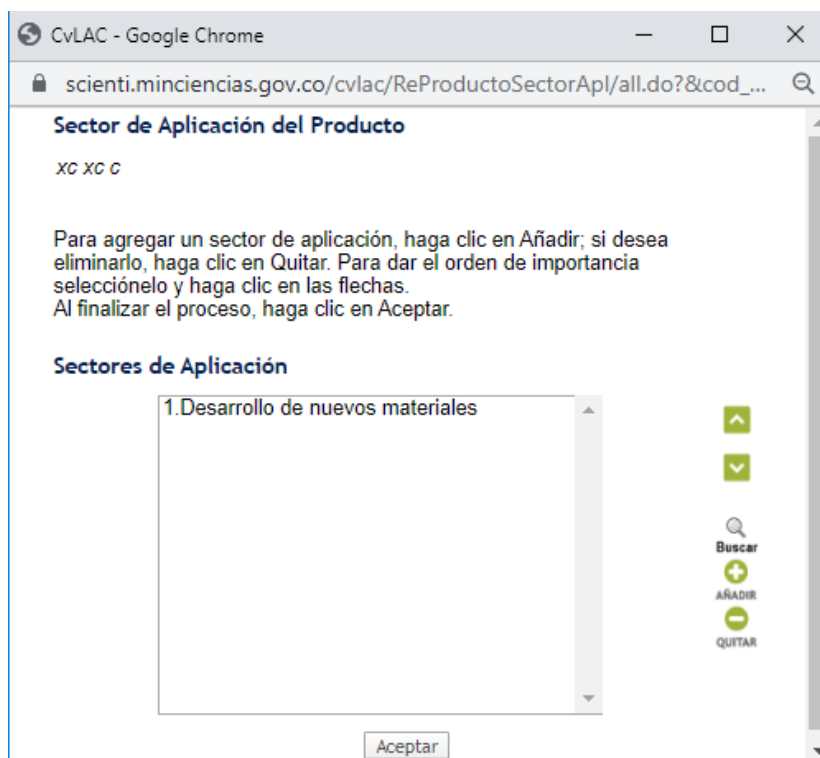 CvLAC - Google Chrome
scienti.minciencias.gov.co/cvlac/ReProductoSectorApl/all.do?&cod_...
Sector de Aplicación del Producto
xc xc c
Para agregar un sector de aplicación, haga clic en Añadir; si desea
eliminarlo, haga clic en Quitar. Para dar el orden de importancia
selecciónelo y haga clic en las flechas.
Al finalizar el proceso, haga clic en Aceptar.
Sectores de Aplicación
1.Desarrollo de nuevos materiales
Buscar
AÑADIR
QUITAR
Aceptar